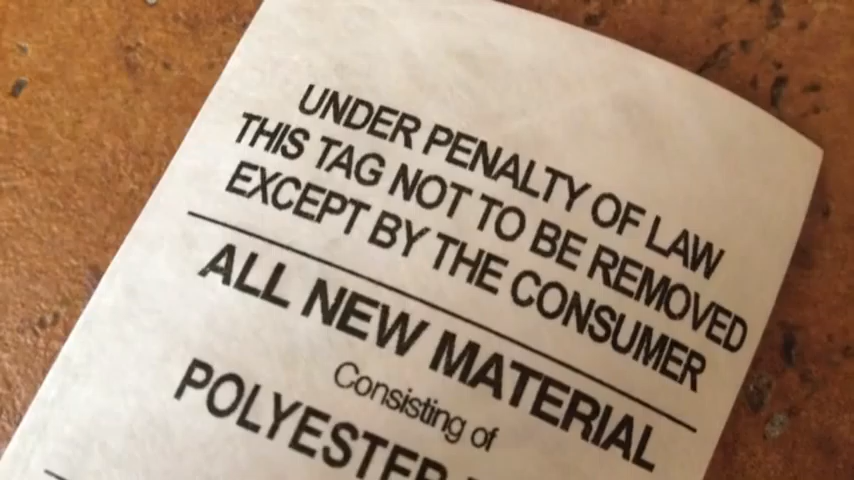 UNDER PENALTY OF LAW
THIS TAG NOT TO BE REMOVED
EXCEPT BY THE CONSUMER
ALL NEW MATERIAL
Consisting of
POLYESTER